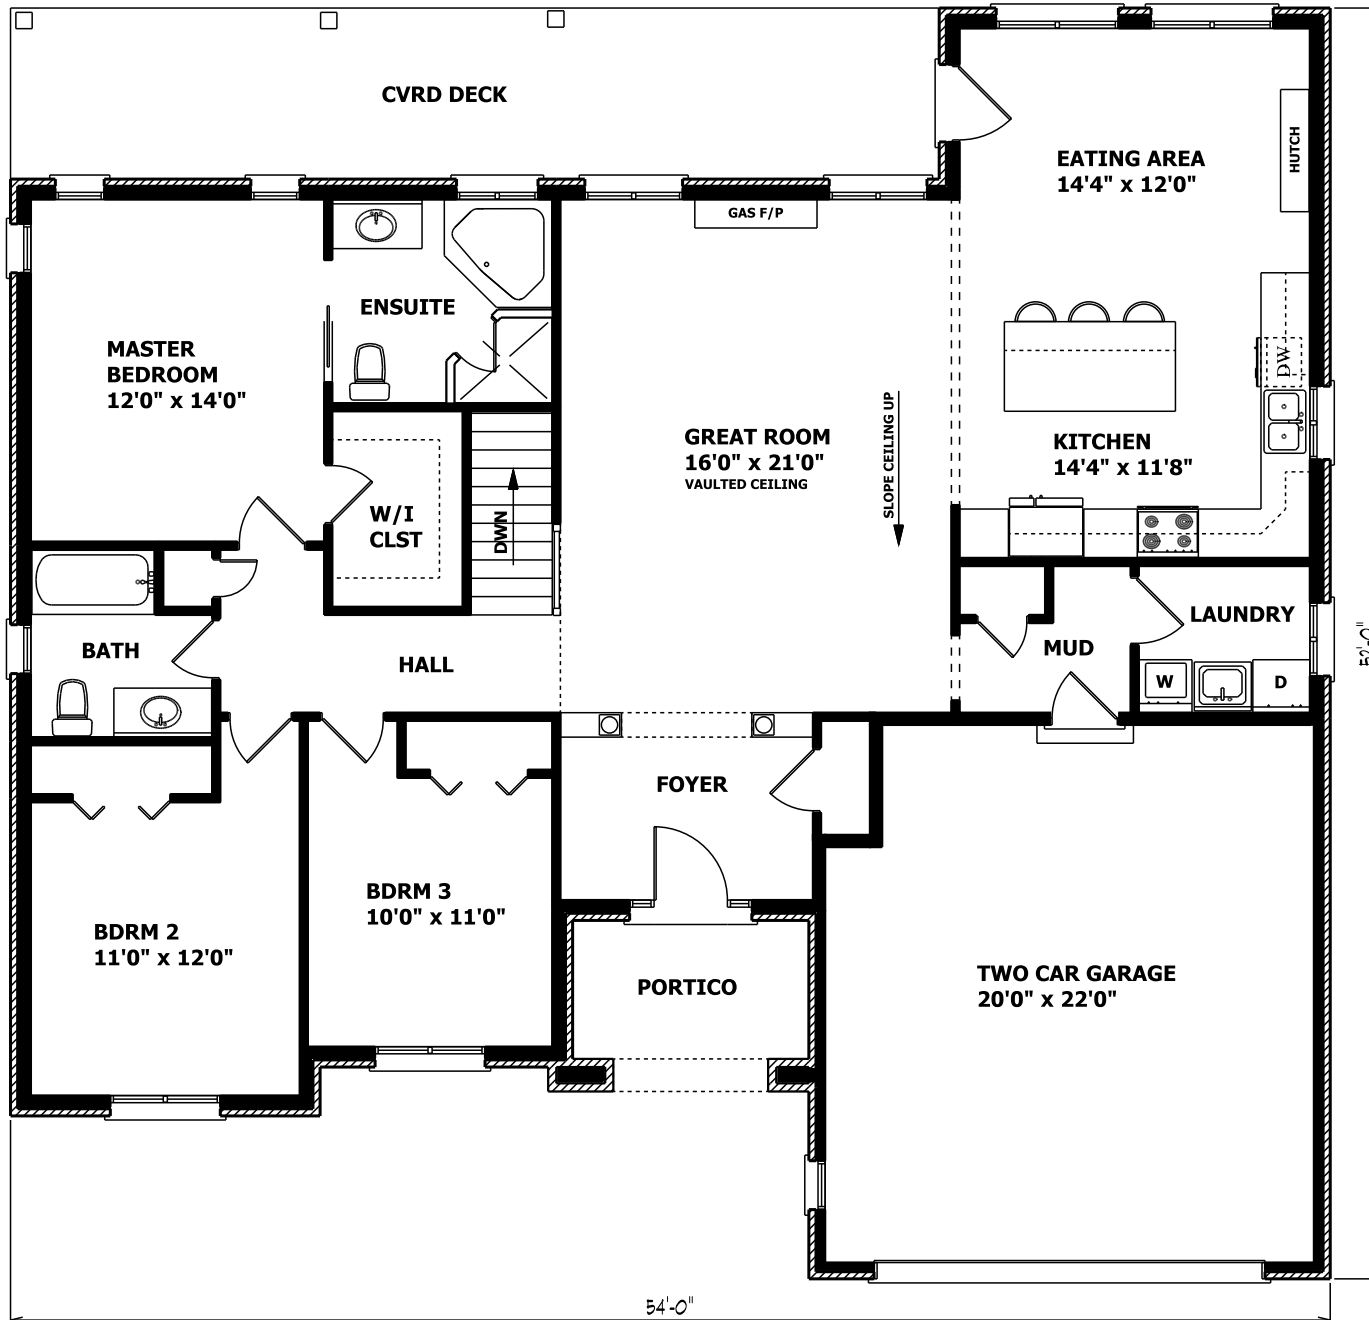 CVRD DECK
EATING AREA
14'4" x 12'0"
HUTCH
GAS F/P
ENSUITE
MASTER
BEDROOM
12'0" x 14'0"
DW
SLOPE CEILING UP
GREAT ROOM
16'0" x 21'0"
VAULTED CEILING
KITCHEN
14'4" x 11'8"
W/I
CLST
DWN
LAUNDRY
BATH
HALL
MUD
W
D
52'-0"
FOYER
BDRM 3
10'0" x 11'0"
BDRM 2
11'0" x 12'0"
PORTICO
TWO CAR GARAGE
20'0" x 22'0"
54'-0"